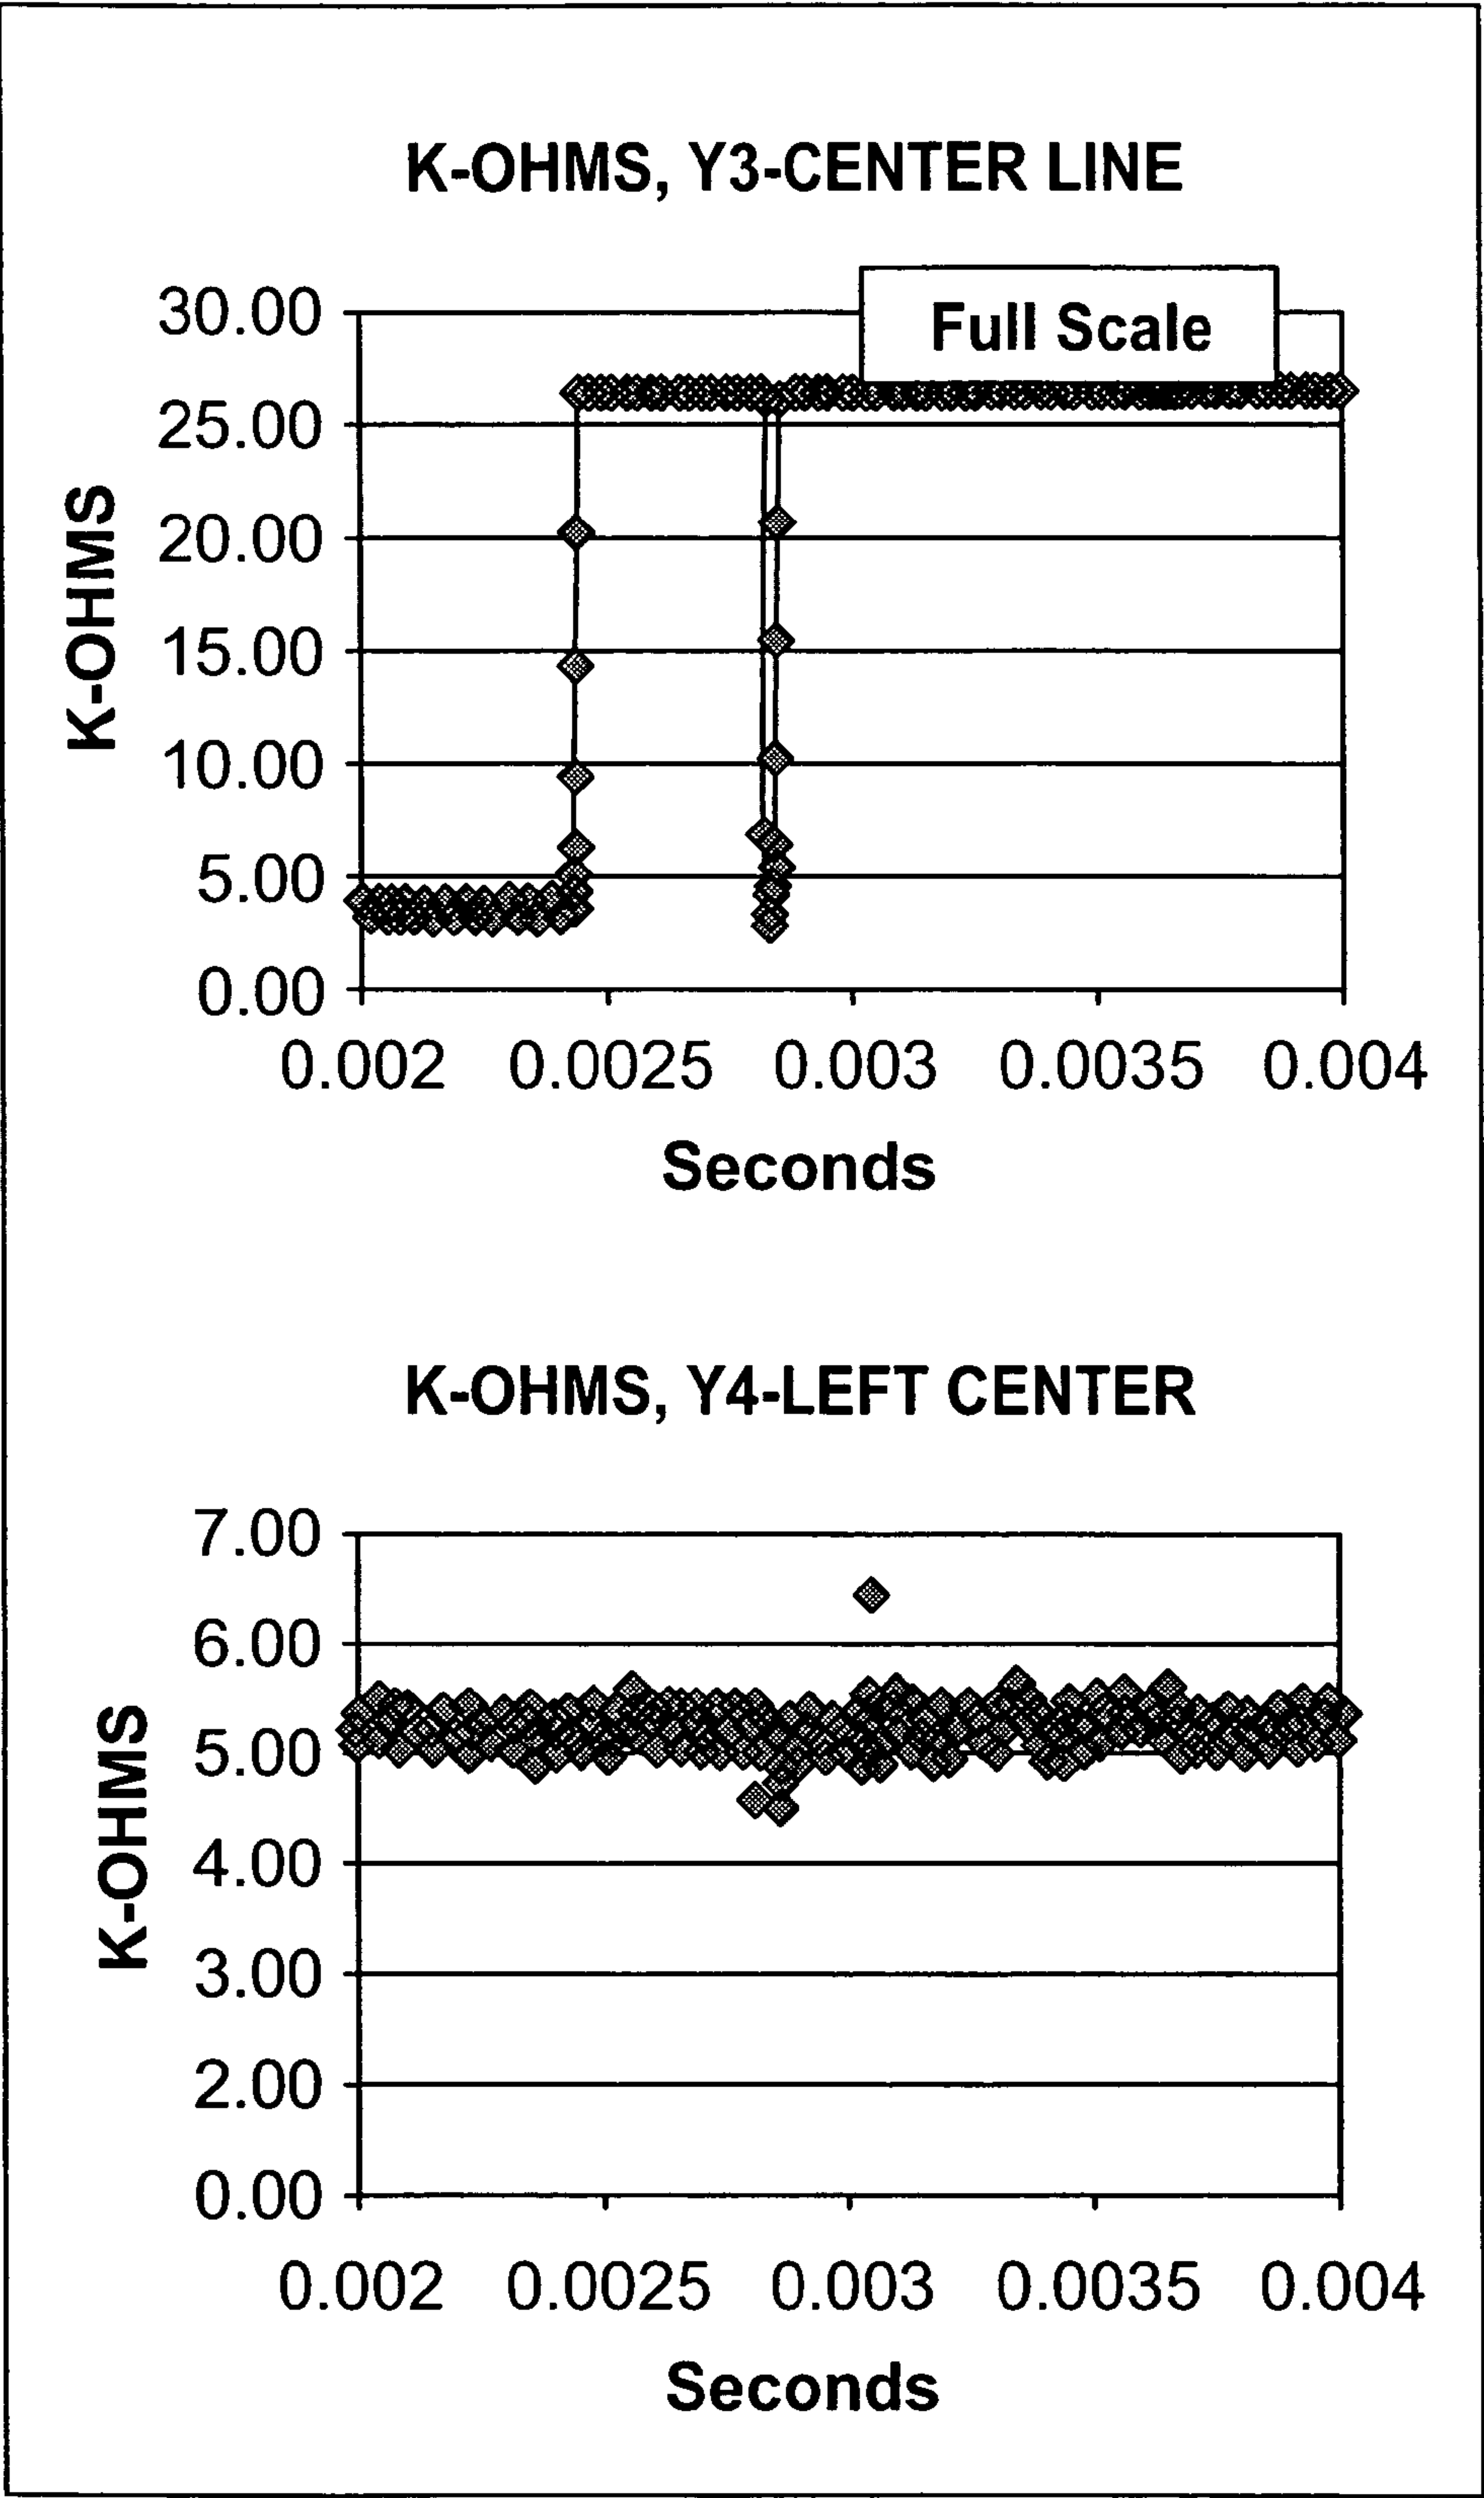 K-OHMS, Y3-CENTER LINE
Full Scale
30.00
25.00
20.00
15.00
10.00
5.00
0.00
K-OHMS
0.002 0.0025 0.003 0.0035 0.004
Seconds
K-OHMS, Y4-LEFT CENTER
7.00
6.00
5.00
4.00
3.00
2.00
0.00
K-OHMS
0.002 0.0025 0.003 0.0035 0.004
Seconds